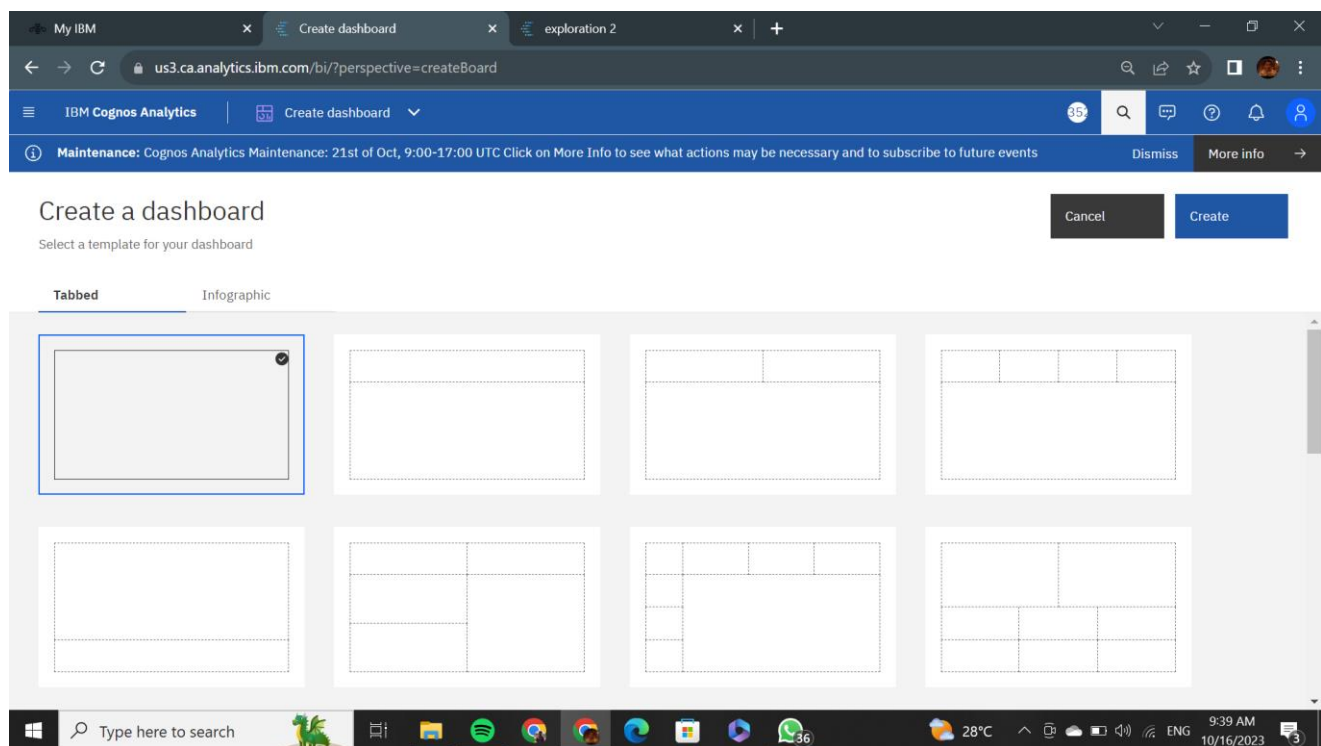 My IBM
Create dashboard
exploration 2
us3.ca.analytics.ibm.com/bi/?perspective=createBoard
IBM Cognos Analytics
Create dashboard
Maintenance: Cognos Analytics Maintenance: 21st of Oct, 9:00-17:00 UTC Click on More Info to see what actions may be necessary and to subscribe to future events
Dismiss
More info
Create a dashboard
Cancel
Create
Select a template for your dashboard
Tabbed
Infographic
Type here to search
36
28°C
ENG
9:39 AM
10/16/2023
3